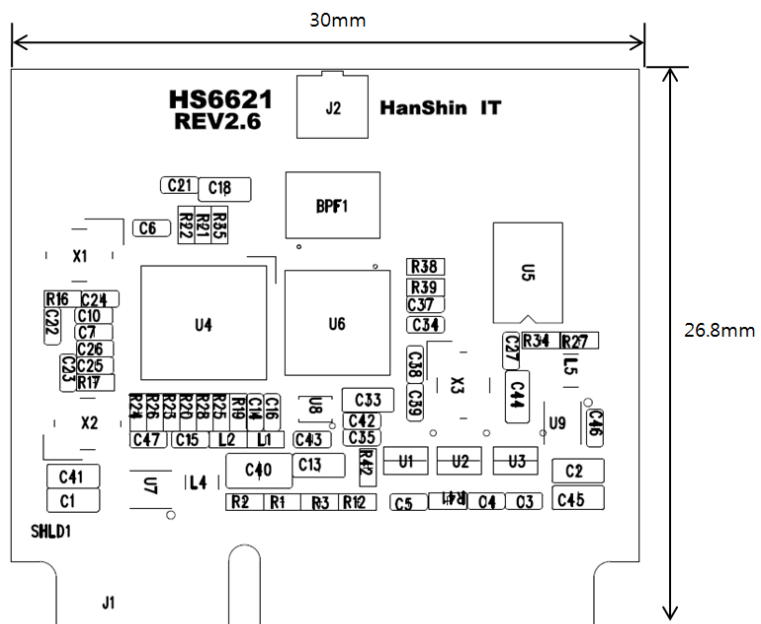 30mm
HS6621
REV2.6
J2
HanShin IT
C21
C18
BPF1
C6
R22
R21
R35
X1
U5
R38
R16
C24
R39
C10
C37
C22
U4
U6
C7
C34
26.8mm
C26
C27
R34
R27
C23
C25
C38
L5
R17
X3
R24
R26
R23
R20
R28
R25
R19
C14
C16
U8
C33
C39
C44
X2
C42
U9
C46
C47
C15
L2
L1
C43
C35
R42
U1
U2
U3
C41
U7
L4
C40
C13
C2
C1
R2
R1
R3
R12
C5
R41
C4
C3
C45
SHLD1
J1